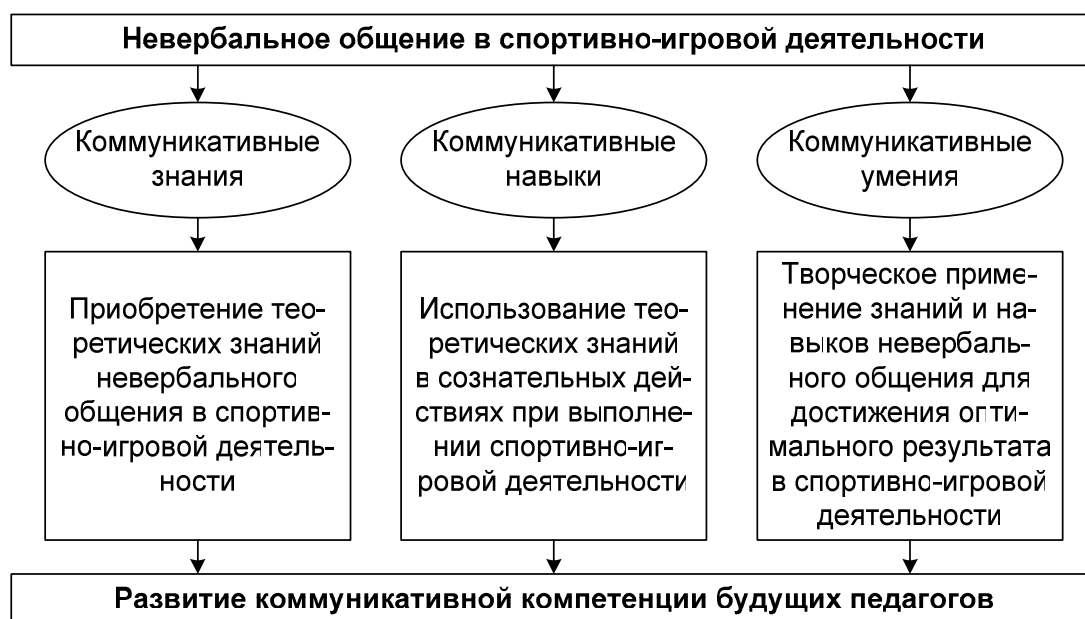 Невербальное общение в спортивно-игровой деятельности
Коммуникативные
знания
Коммуникативные
навыки
Коммуникативные
умения
Приобретение тео-
ретических знаний
невербального
общения в спортив-
но-игровой деятель-
ности
Использование тео-
ретических знаний
в сознательных дей-
ствиях при выполне-
нии спортивно-иг-
ровой деятельности
Творческое приме-
нение знаний и на-
выков невербаль-
ного общения для
достижения опти-
мального результата
в спортивно-игровой
деятельности
Развитие коммуникативной компетенции будущих педагогов